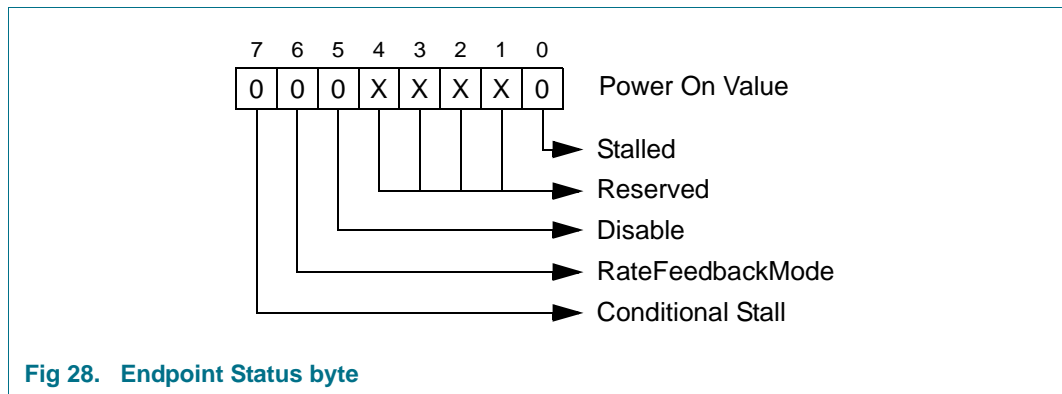 7 6 5 4 3 2 1 0
0 0 0 X X X X 0 Power On Value
Stalled
Reserved
Disable
RateFeedbackMode
Conditional Stall
Fig 28. Endpoint Status byte